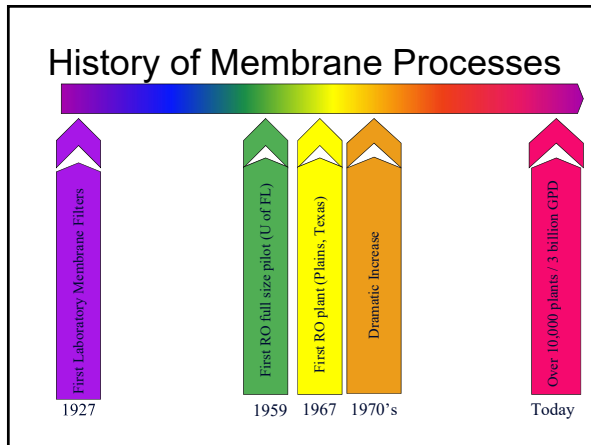 History of Membrane Processes
First Laboratory Membrane Filters
First RO full size pilot (U of FL)
First RO plant (Plains, Texas)
Dramatic Increase
Over 10,000 plants / 3 billion GPD
1927
1959
1967
1970’s
Today